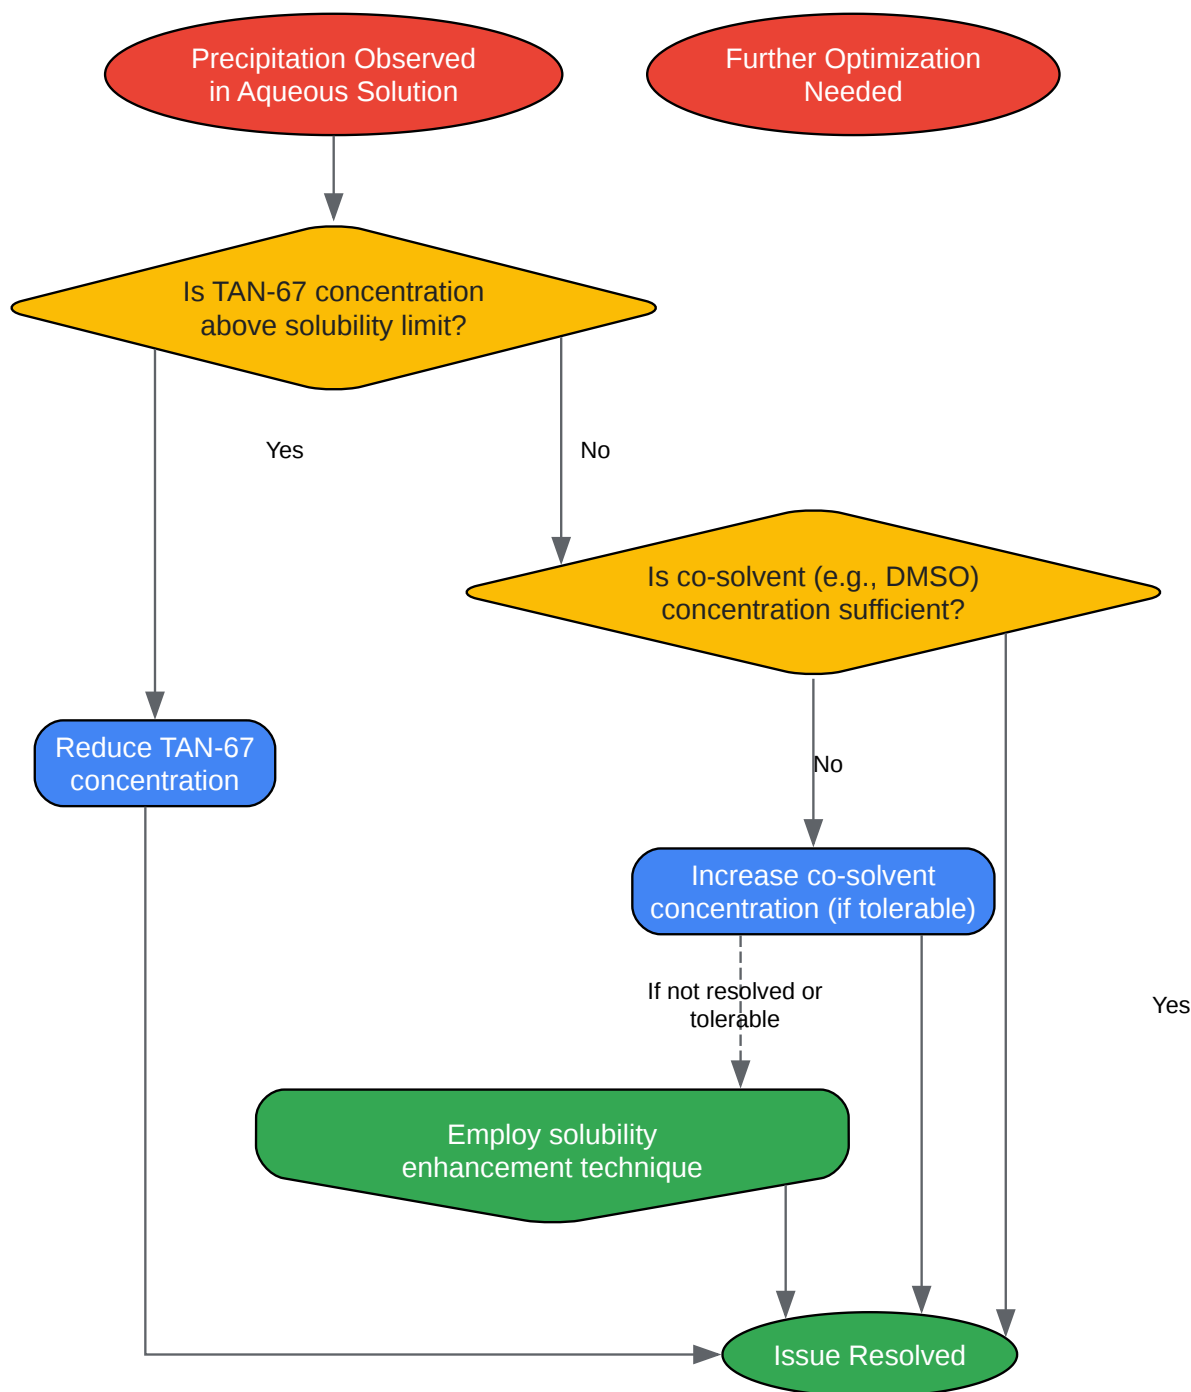 Precipitation Observed
in Aqueous Solution
Further Optimization
Needed
Is TAN-67 concentration
above solubility limit?
Yes
No
Is co-solvent (e.g., DMSO)
concentration sufficient?
Reduce TAN-67
concentration
No
Increase co-solvent
concentration (if tolerable)
If not resolved or
tolerable
Yes
Employ solubility
enhancement technique
Issue Resolved